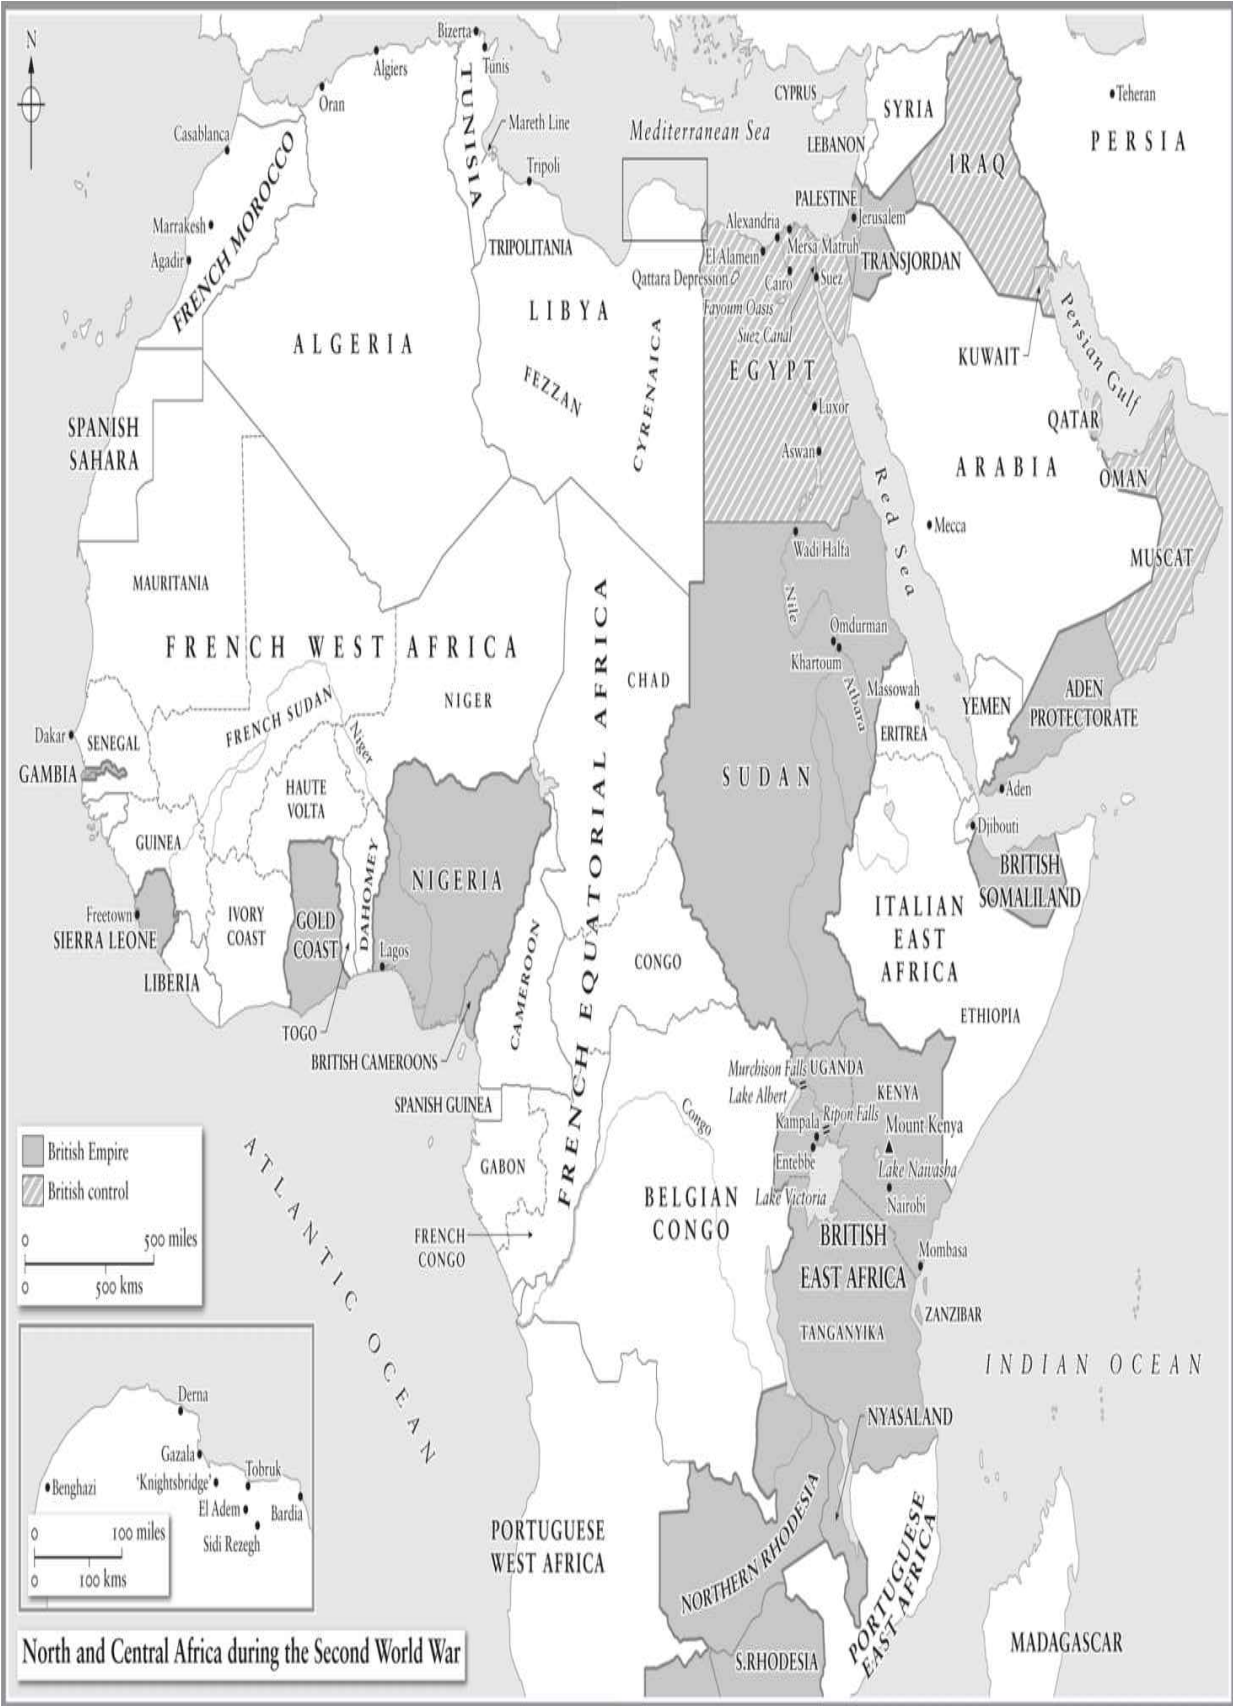 N
Bizerta
Tunis
Algiers
Oran
TUNISIA
Mareth Line
Tripoli
Casablanca
FRENCH MOROCCO
Marrakesh
Agadir
TRIPOLITANIA
Mediterranean Sea
CYPRUS
SYRIA
LEBANON
IRAQ
Teheran
PERSIA
PALESTINE
Jerusalem
TRANSJORDAN
Alexandria
Mersa Matruh
El Alamein
Qattara Depression
Cairo
Suez
Fayoum Oasis
Suez Canal
EGYPT
Luxor
Aswan
LIBYA
FEZZAN
CYRENAICA
ALGERIA
KUWAIT
Persian Gulf
QATAR
ARABIA
OMAN
Mecca
MUSCAT
Red Sea
SPANISH
SAHARA
MAURITANIA
FRENCH WEST AFRICA
Wadi Halfa
Nile
Omdurman
Khartoum
Atbara
Massowah
ERITREA
YEMEN
ADEN
PROTECTORATE
Aden
Djibouti
CHAD
NIGER
FRENCH SUDAN
Niger
Dakar
SENEGAL
GAMBIA
HAUTE
VOLTA
GUINEA
SUDAN
FRENCH EQUATORIAL AFRICA
NIGERIA
DAHOMEY
Freetown
SIERRA LEONE
IVORY
COAST
GOLD
COAST
Lagos
LIBERIA
TOGO
BRITISH CAMEROONS
CAMEROON
CONGO
BRITISH
SOMALILAND
ITALIAN
EAST
AFRICA
ETHIOPIA
SPANISH GUINEA
GABON
FRENCH
CONGO
Congo
BELGIAN
CONGO
Murchison Falls
UGANDA
Lake Albert
KENYA
Kampala
Ripon Falls
Mount Kenya
Entebbe
Lake Naivasha
Lake Victoria
Nairobi
BRITISH
EAST AFRICA
Mombasa
ZANZIBAR
TANGANYIKA
INDIAN OCEAN
ATLANTIC OCEAN
NYASALAND
NORTHERN RHODESIA
PORTUGUESE
WEST AFRICA
PORTUGUESE
EAST AFRICA
S.RHODESIA
MADAGASCAR
British Empire
British control
0 500 miles
0 500 kms
Derna
Gazala
Tobruk
'Knightsbridge'
Benghazi
El Adem
Bardia
Sidi Rezegh
0 100 miles
0 100 kms
North and Central Africa during the Second World War